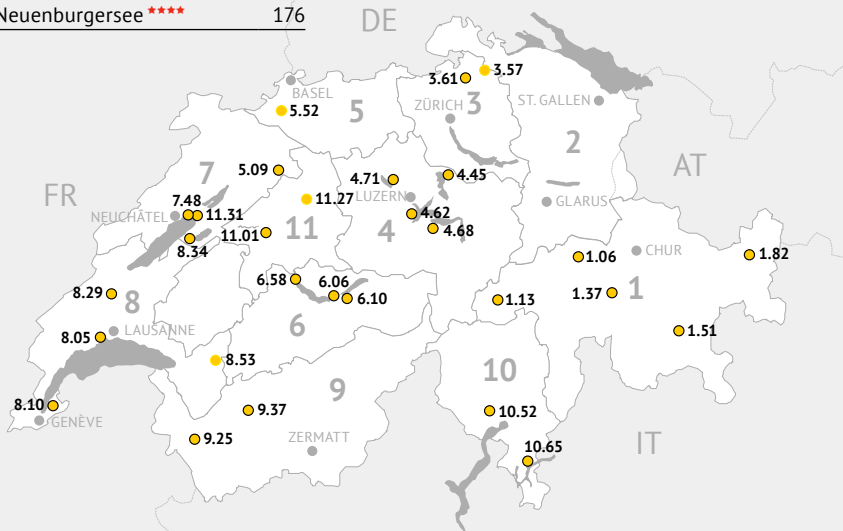 Neuenburgersee **** 176
DE
3.61
3.57
BASEL
ZÜRICH
3
ST. GALLEN
5.52
5
2
AT
7
5.09
4.71
4.45
FR
7.48
11.27
LUZERN
GLARUS
NEUCHÂTEL
11.31
4.62
11.01
11
4
4.68
8.34
CHUR
1.06
1.82
6.58
6.06
8.29
8
6.10
1.13
1.37
1
6
8.05
LAUSANNE
1.51
8.53
10
9
8.10
9.37
10.52
GENÈVE
9.25
ZERMATT
10.65
IT